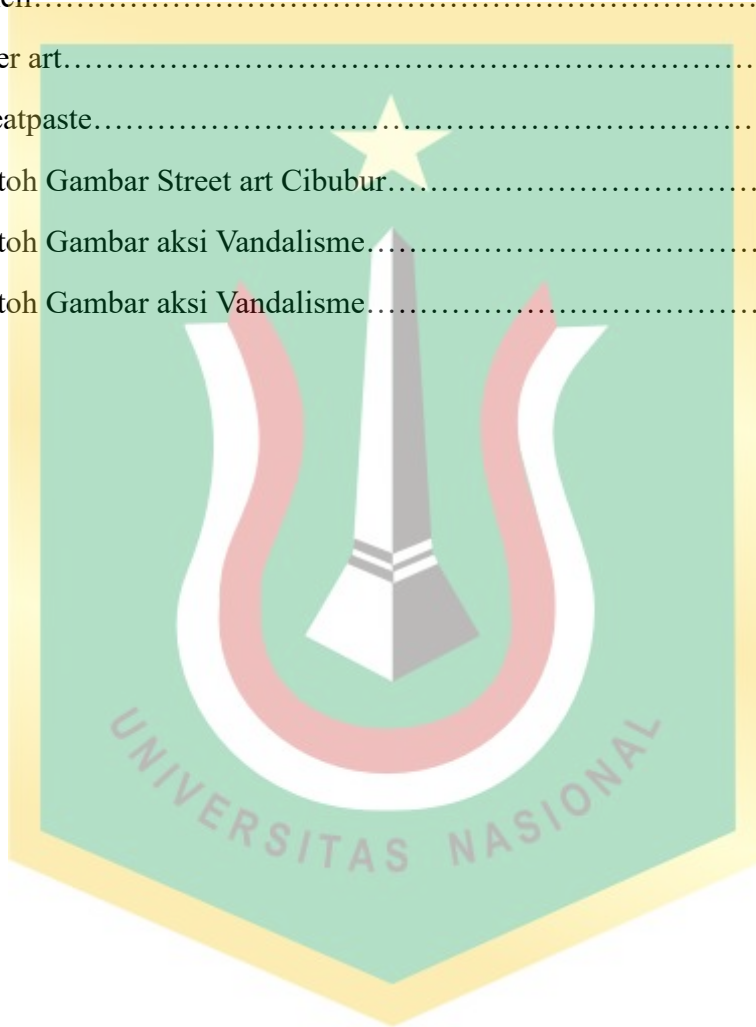 er art……………………………………………………………
eatpaste…………………………………………………………
toh Gambar Street art Cibubur…………………………………
toh Gambar aksi Vandalisme……………………………………
toh Gambar aksi Vandalisme……………………………………
UNIVERSITAS NASIONAL